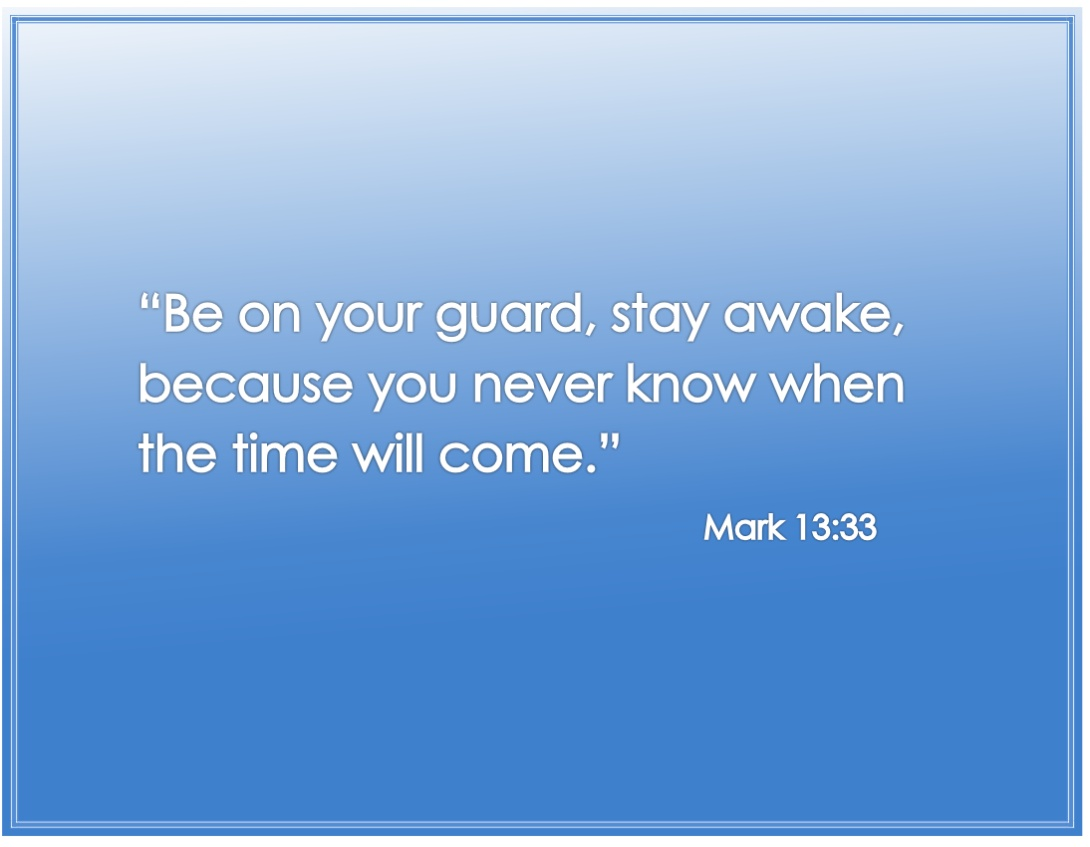 “Be on your guard, stay awake,
because you never know when
the time will come.”
Mark 13:33